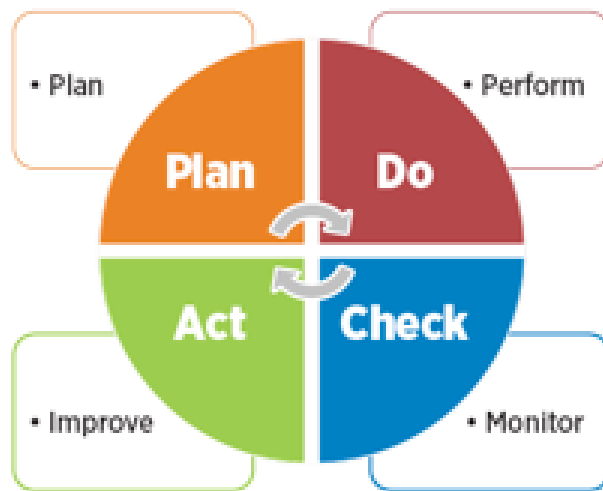 • Plan
• Perform
Plan
Do
Act
Check
• Improve
• Monitor